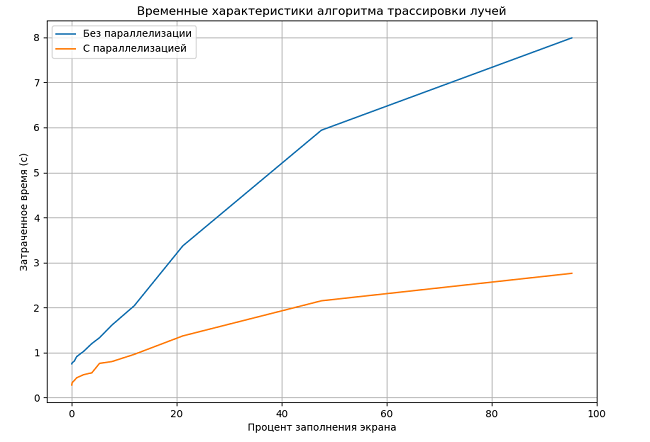 Временные характеристики алгоритма трассировки лучей
Без параллелизации
С параллелизацией
Затраченное время (с)
8
7
6
5
4
3
2
1
0
0 20 40 60 80 100
Процент заполнения экрана